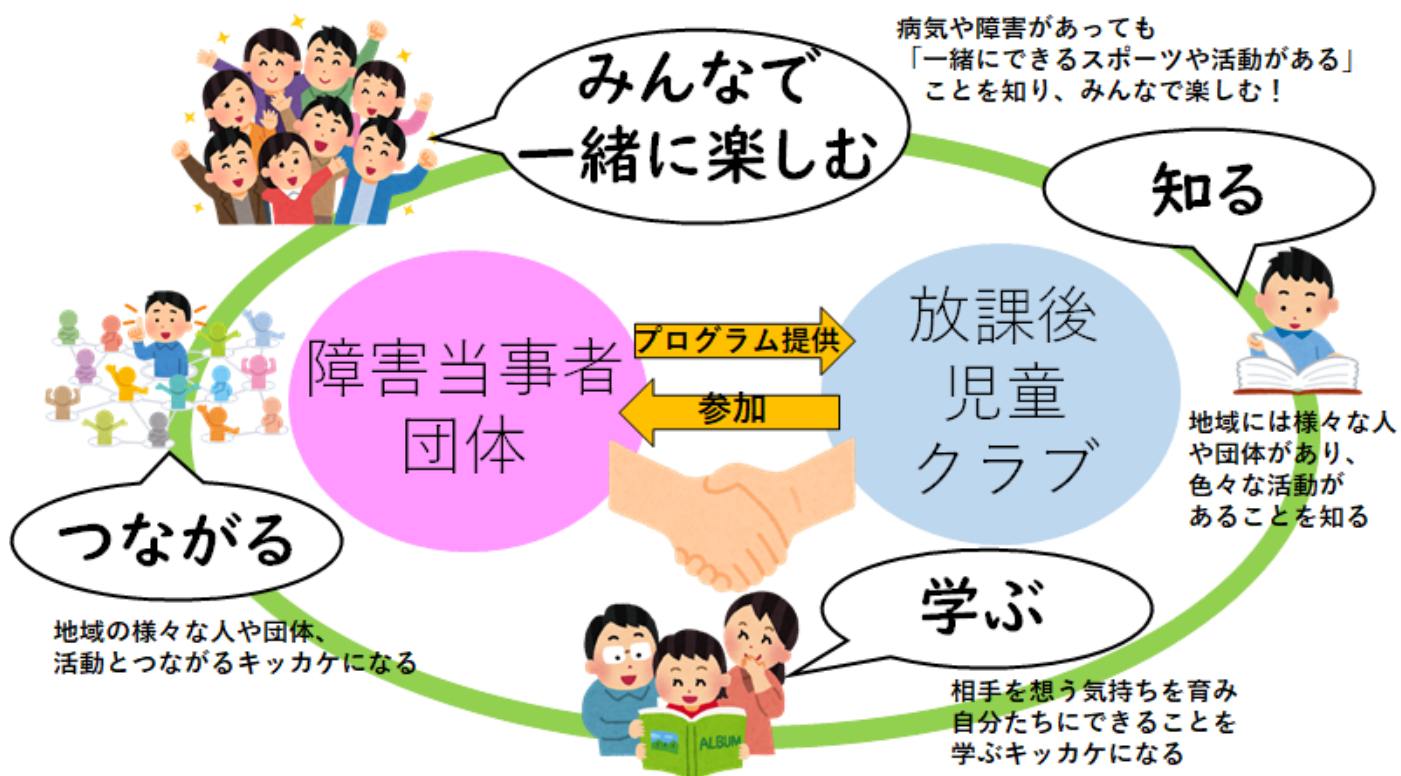 みんなで
一緒に楽しむ
病気や障害があっても
「一緒にできるスポーツや活動がある」
ことを知り、みんなで楽しむ！
知る
地域には様々な人
や団体があり、
色々な活動が
あることを知る
障害当事者
団体
プログラム提供
参加
放課後
児童
クラブ
つながる
地域の様々な人や団体、
活動とつながるキッカケになる
学ぶ
ALBUM
相手を想う気持ちを育み
自分たちにできることを
学ぶキッカケになる